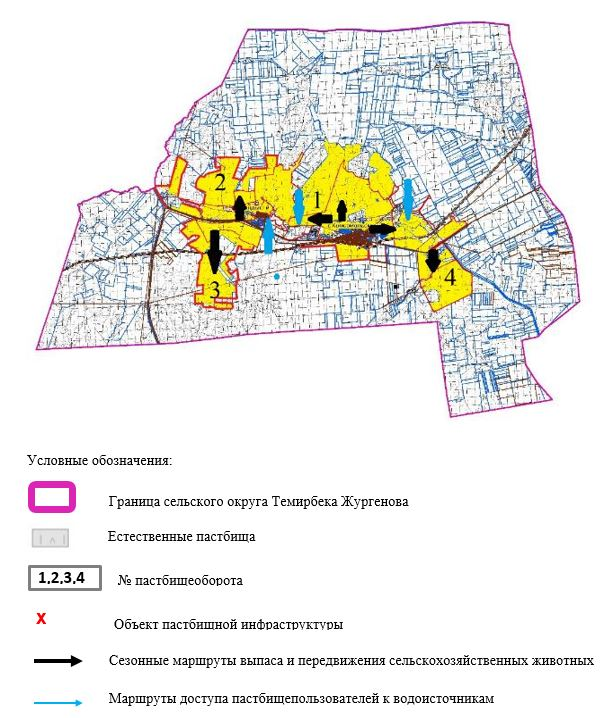 2
1
3
4
Условные обозначения:
Граница сельского округа Темирбека Жургенова
Естественные пастбища
1,2,3,4 № пастбищеоборота
X Объект пастбищной инфраструктуры
Сезонные маршруты выпаса и передвижения сельскохозяйственных животных
Маршруты доступа пастбищепользователей к водоисточникам